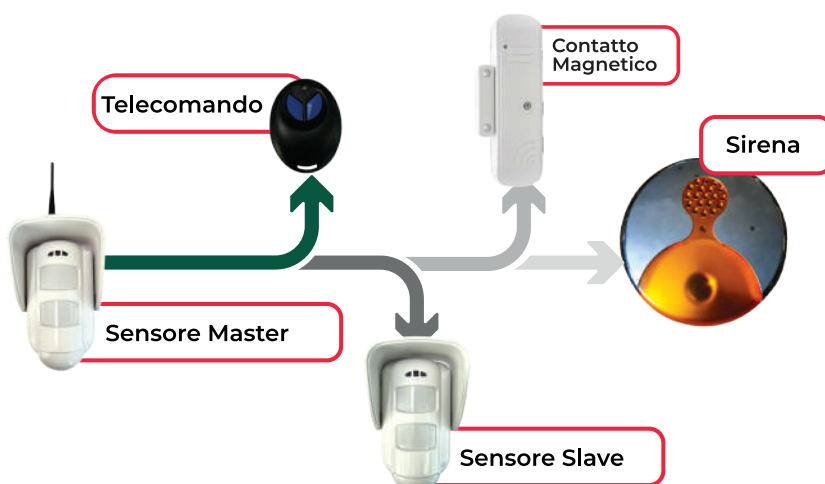 Contatto
Magnetico
Telecomando
Sirena
Sensore Master
Sensore Slave